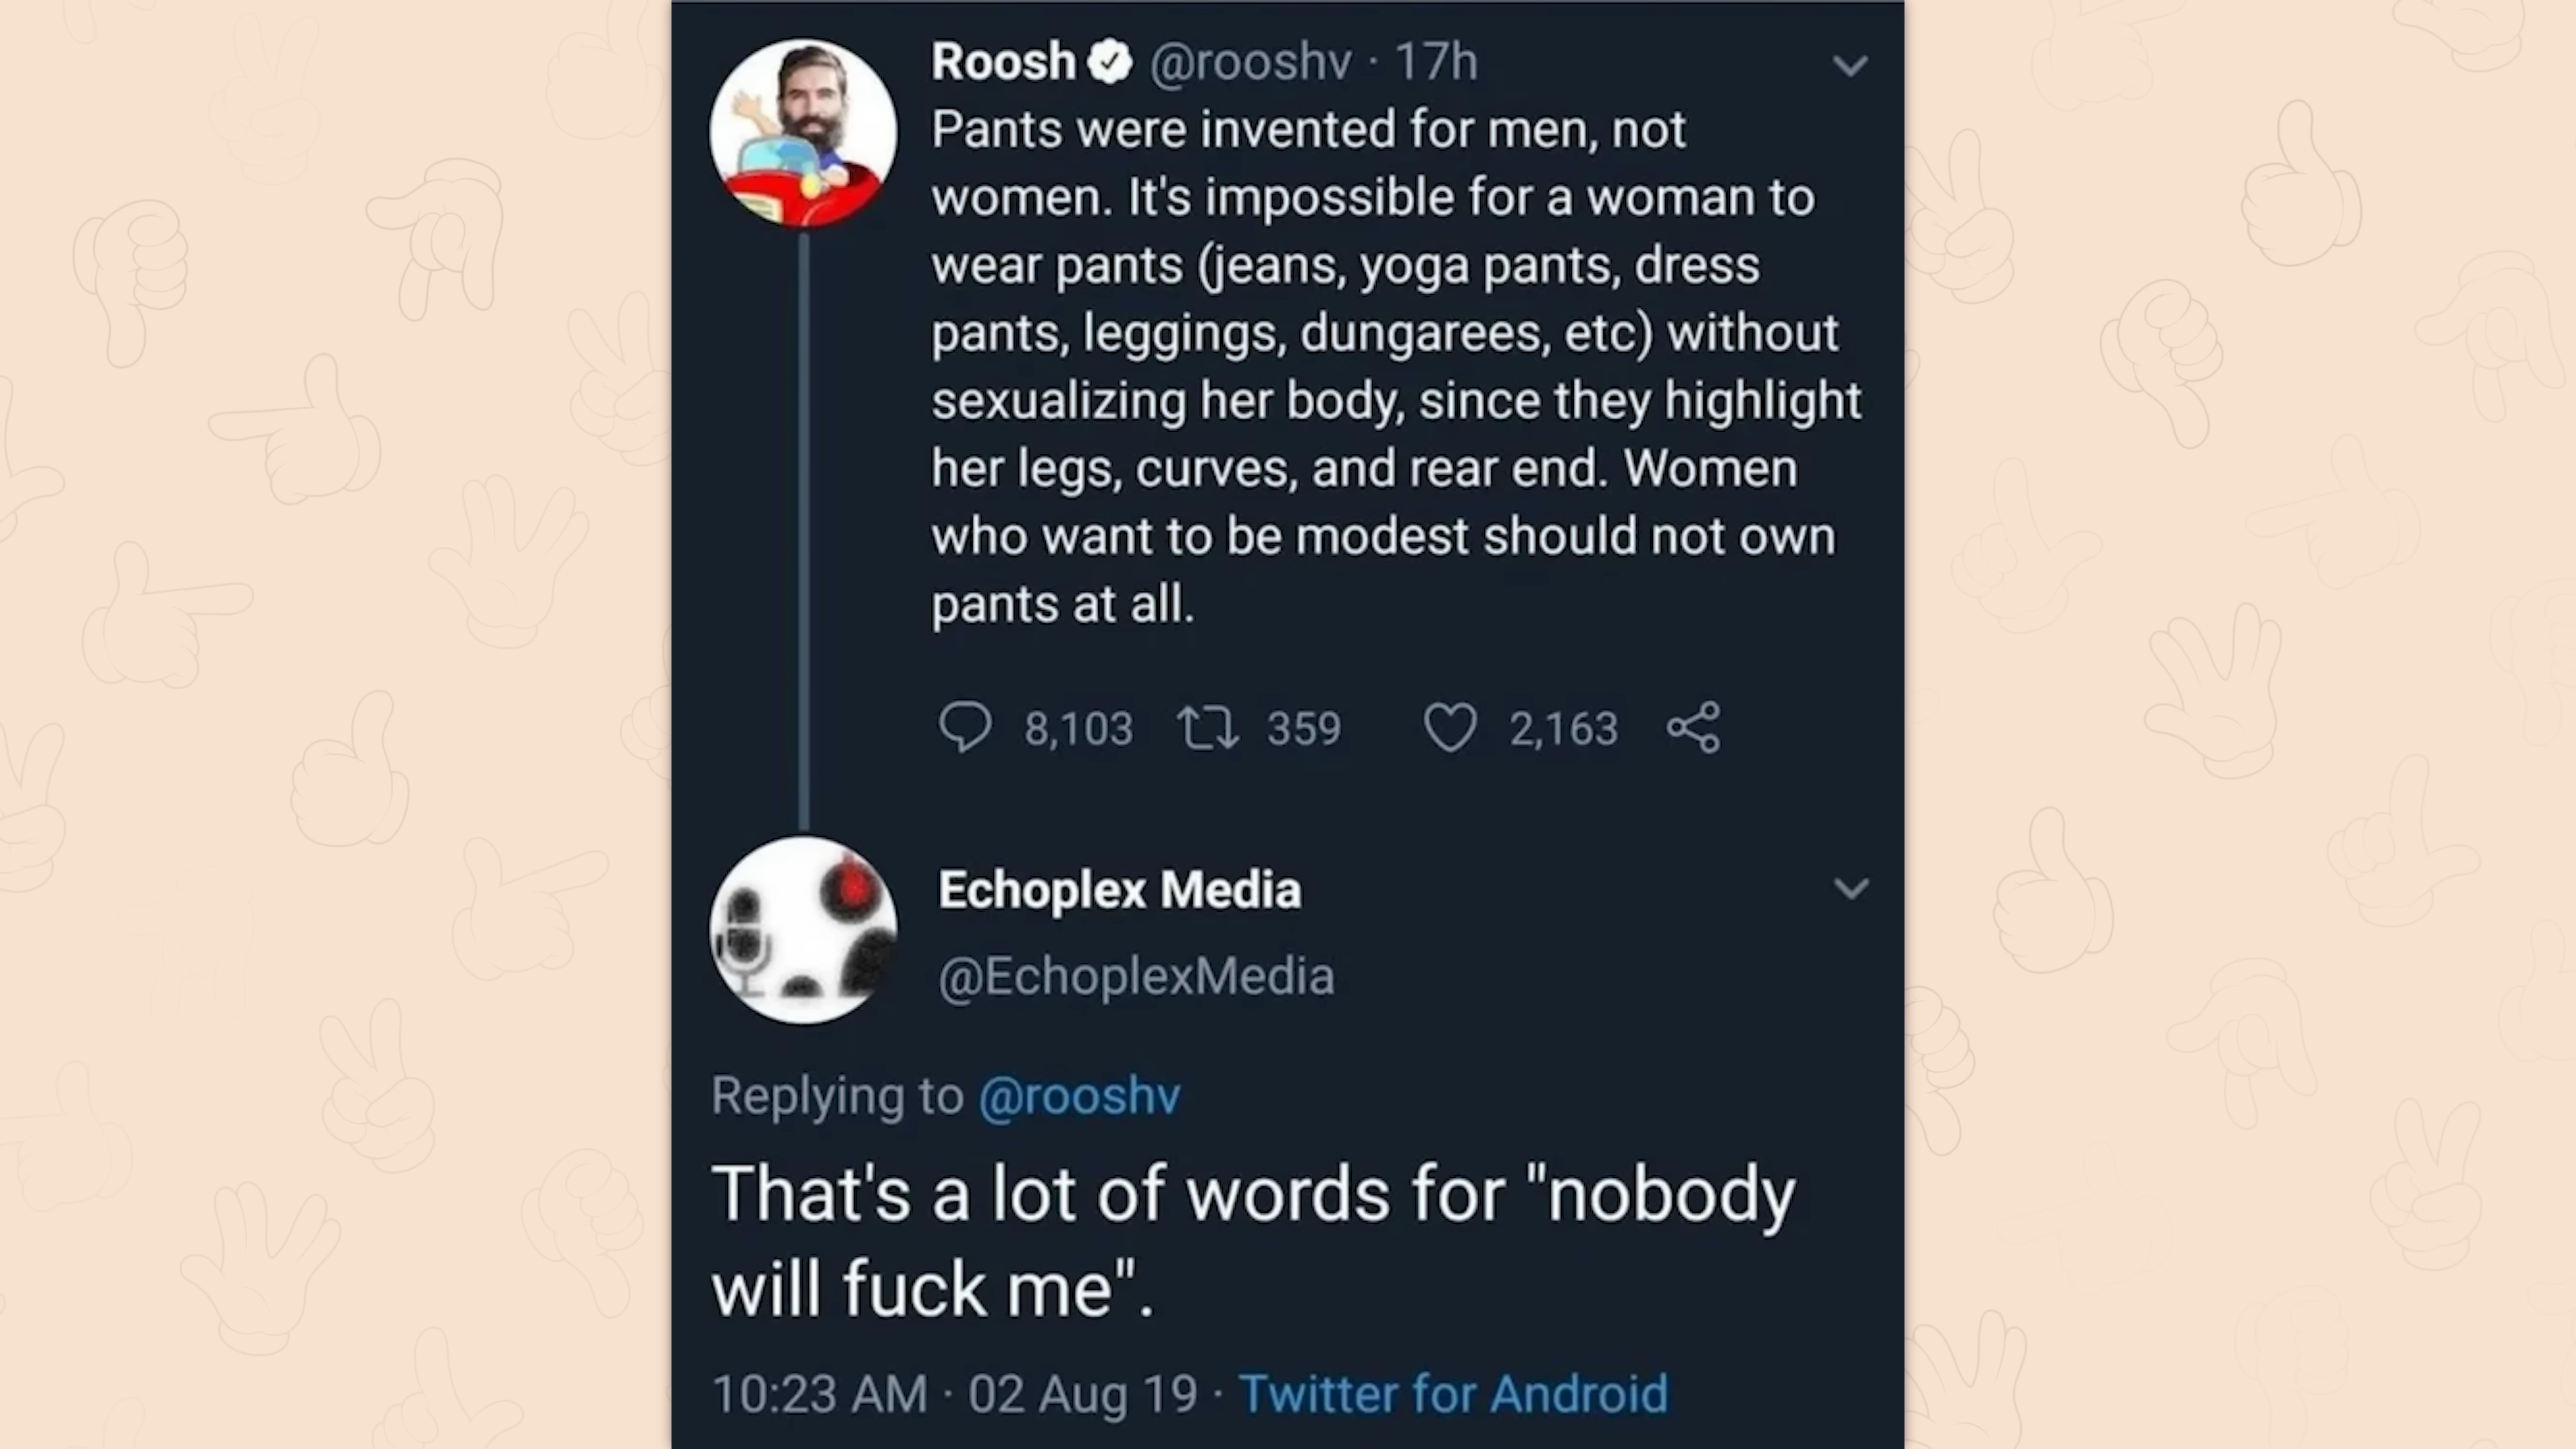 Roosh @rooshv · 17h
Pants were invented for men, not
women. It's impossible for a woman to
wear pants (jeans, yoga pants, dress
pants, leggings, dungarees, etc) without
sexualizing her body, since they highlight
her legs, curves, and rear end. Women
who want to be modest should not own
pants at all.
8,103 359 2,163
Echoplex Media
@EchoplexMedia
Replying to @rooshv
That's a lot of words for "nobody
will fuck me".
10:23 AM · 02 Aug 19 · Twitter for Android